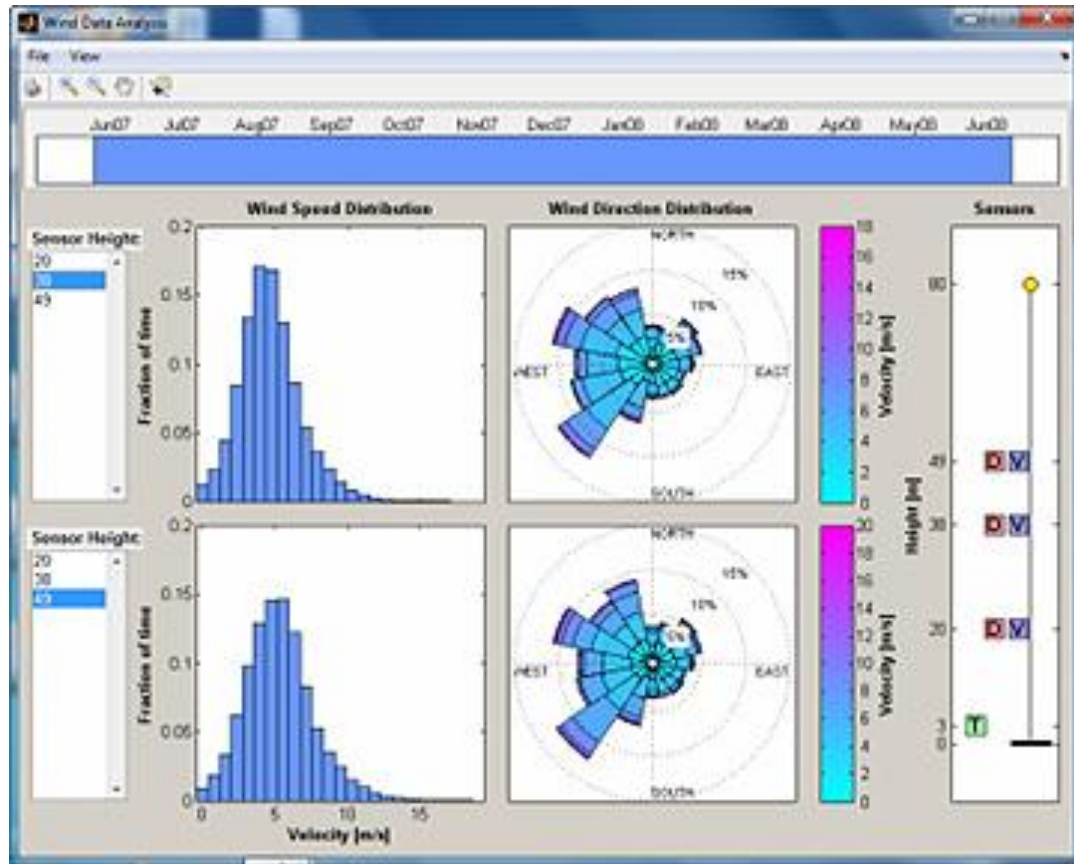 Wind Data Analysis
File View
Jun07 Jul07 Aug07 Sep07 Oct07 Nov07 Dec07 Jan08 Feb08 Mar08 Apr08 May08 Jun08
Wind Speed Distribution
Wind Direction Distribution
Sensors
Sensor Height:
20
38
49
Fraction of time
0.2
0.15
0.1
0.05
0
NORTH
15%
10%
5%
WEST
EAST
SOUTH
18
16
14
12
10
8
6
4
2
0
Velocity [m/s]
Sensor Height:
20
38
49
Fraction of time
0.2
0.15
0.1
0.05
0
0 5 10 15
Velocity [m/s]
NORTH
15%
10%
5%
WEST
EAST
SOUTH
20
18
16
14
12
10
8
6
4
2
0
Velocity [m/s]
Height [m]
80
49 D V
38 D V
20 D V
3 T
0